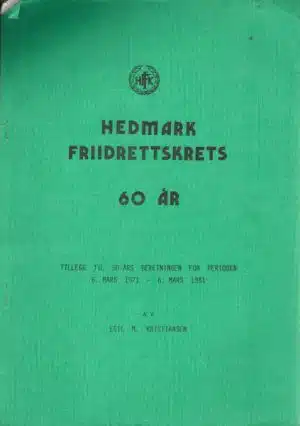 HEDMARK
FRIIDRETTSKRETS
60 ÅR
TILLEGG TIL 50-ÅRS BERETNINGEN FOR PERIODEN
6. MARS 1971 - 6. MARS 1981
AV
EGIL M. KRISTIANSEN